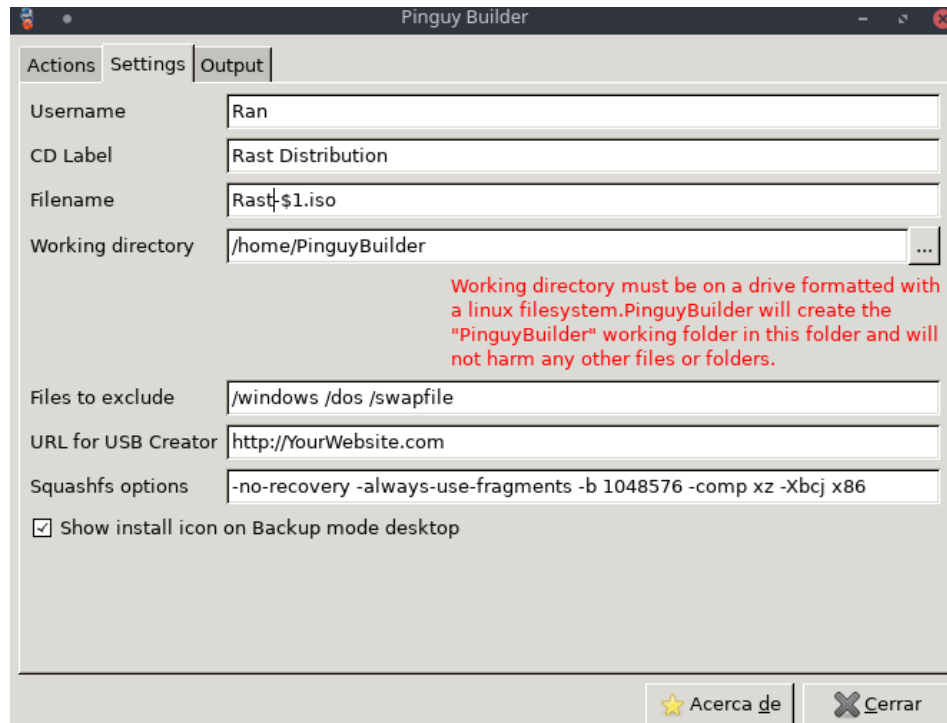 Pinguy Builder
Actions Settings Output
Username Ran
CD Label Rast Distribution
Filename Rast-$1.iso
Working directory /home/PinguyBuilder ...
Working directory must be on a drive formatted with
a linux filesystem.PinguyBuilder will create the
"PinguyBuilder" working folder in this folder and will
not harm any other files or folders.
Files to exclude /windows /dos /swapfile
URL for USB Creator http://YourWebsite.com
Squashfs options -no-recovery -always-use-fragments -b 1048576 -comp xz -Xbcj x86
Show install icon on Backup mode desktop
Acerca de Cerrar